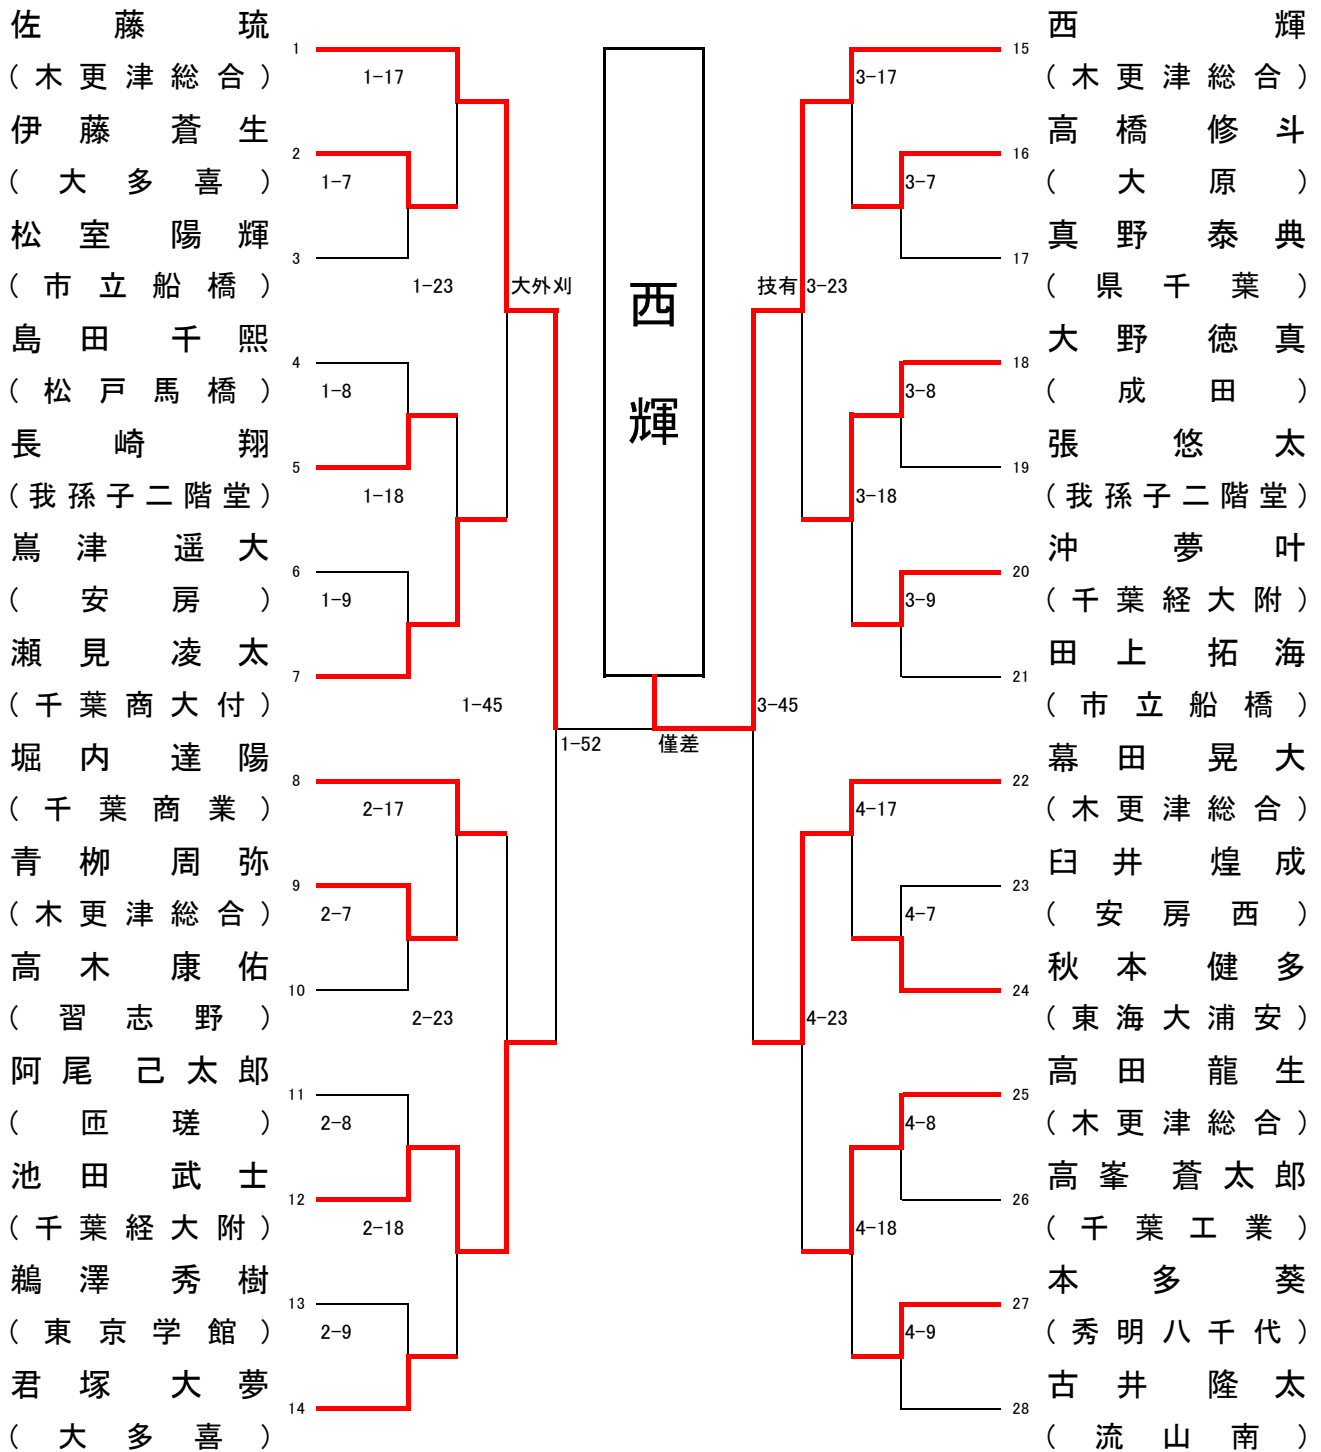 佐藤琉
(木更津総合)
伊藤蒼生
(大多喜)
松室陽輝
(市立船橋)
島田千熙
(松戸馬橋)
長崎翔
(我孫子二階堂)
嶌津遥大
(安房)
瀬見凌太
(千葉商大付)
堀内達陽
(千葉商業)
青栁周弥
(木更津総合)
高木康佑
(習志野)
阿尾己太郎
(匝瑳)
池田武士
(千葉経大附)
鵜澤秀樹
(東京学館)
君塚大夢
(大多喜)
1
2
3
4
5
6
7
8
9
10
11
12
13
14
1-17
1-7
1-23
1-8
1-18
1-9
1-45
2-17
2-7
2-23
2-8
2-18
2-9
大外刈
1-52
西輝
僅差
技有
3-17
3-7
3-23
3-8
3-18
3-9
3-45
4-17
4-7
4-23
4-8
4-18
4-9
15
16
17
18
19
20
21
22
23
24
25
26
27
28
西輝
(木更津総合)
高橋修斗
(大原)
真野泰典
(県千葉)
大野徳真
(成田)
張悠太
(我孫子二階堂)
沖夢叶
(千葉経大附)
田上拓海
(市立船橋)
幕田晃大
(木更津総合)
臼井煌成
(安房西)
秋本健多
(東海大浦安)
高田龍生
(木更津総合)
高峯蒼太郎
(千葉工業)
本多葵
(秀明八千代)
古井隆太
(流山南)